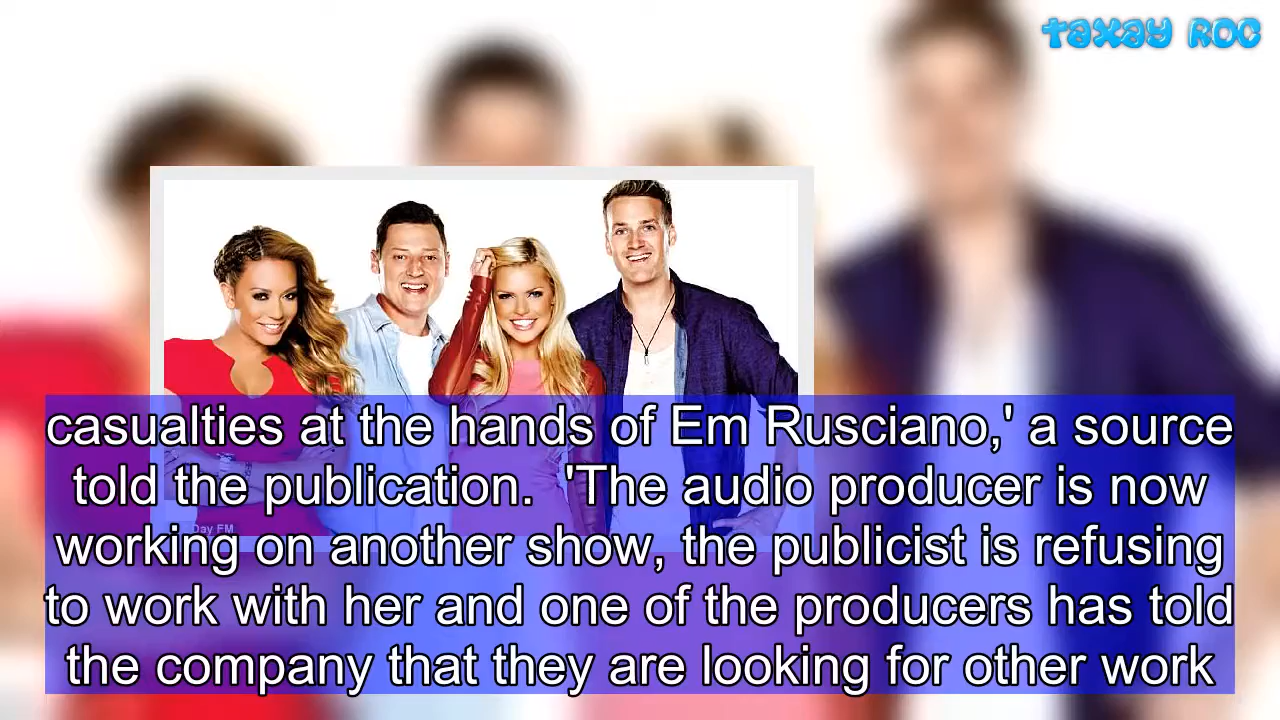 TAXAY ROC
casualties at the hands of Em Rusciano,' a source
told the publication.  'The audio producer is now
working on another show, the publicist is refusing
to work with her and one of the producers has told
the company that they are looking for other work
Day FM